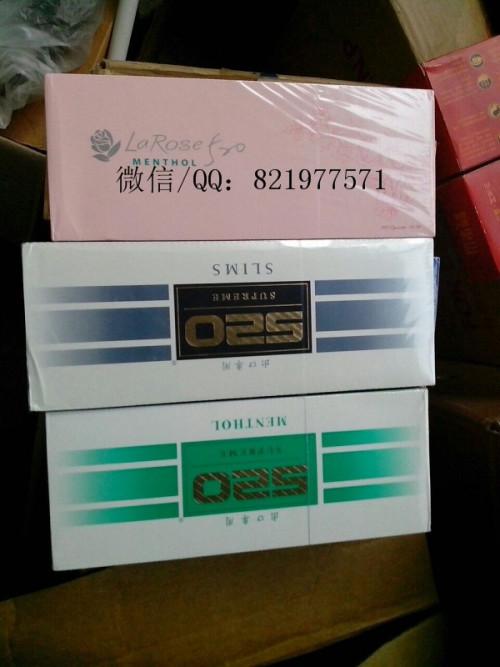 LaRose 520
MENTHOL
微信/QQ: 821977571
SLIMS
SUPREME
520
出口专用
MENTHOL
SUPREME
520
出口专用